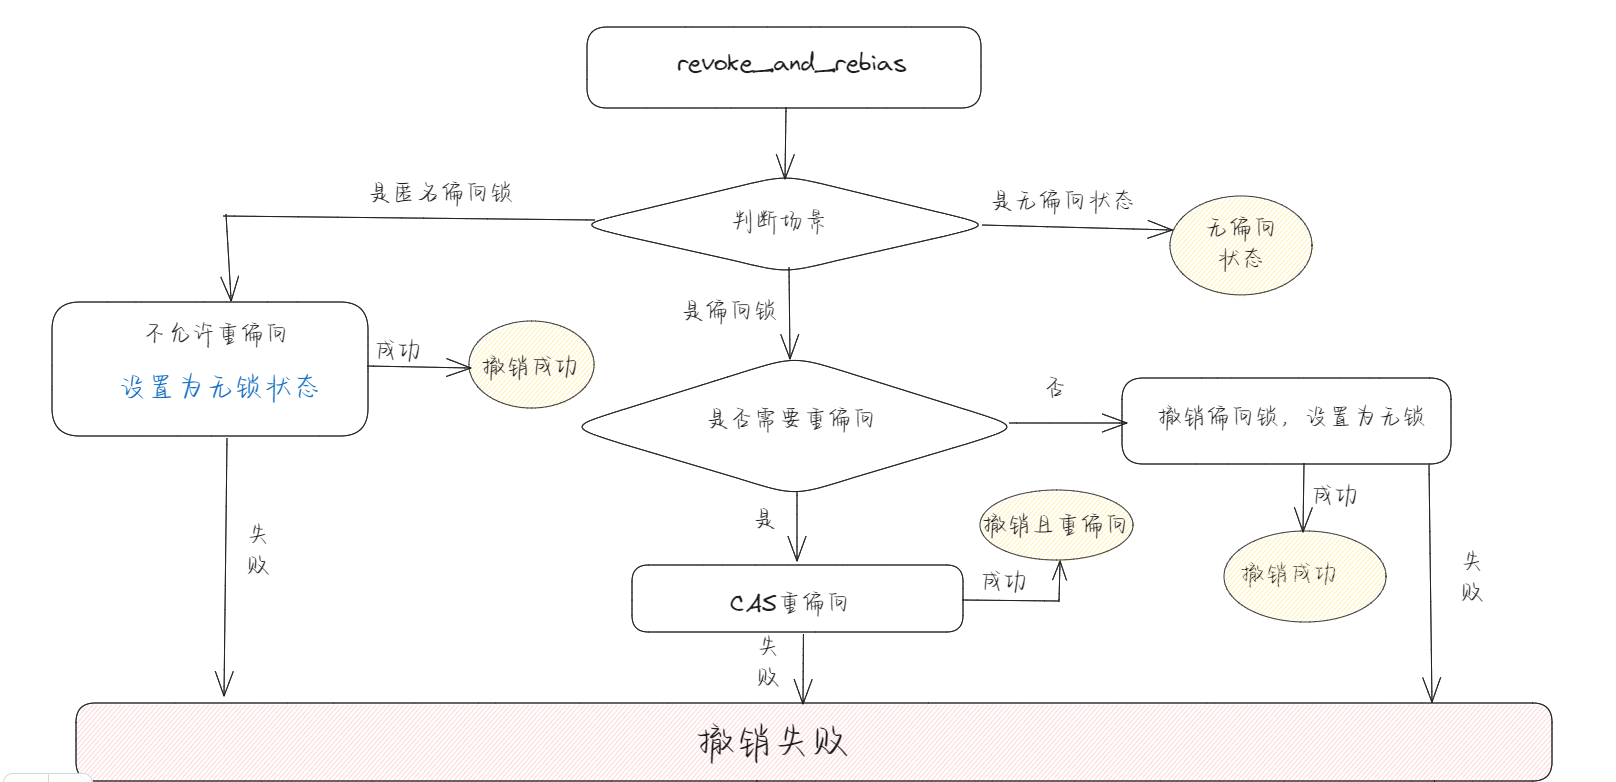 revoke_and_rebias
是匿名偏向锁
判断场景
是无偏向状态
无偏向
状态
是偏向锁
不允许重偏向
设置为无锁状态
成功
撤销成功
是否需要重偏向
否
撤销偏向锁，设置为无锁
成功
撤销成功
失
败
是
撤销且重偏向
CAS重偏向
成功
失
败
失
败
撤销失败